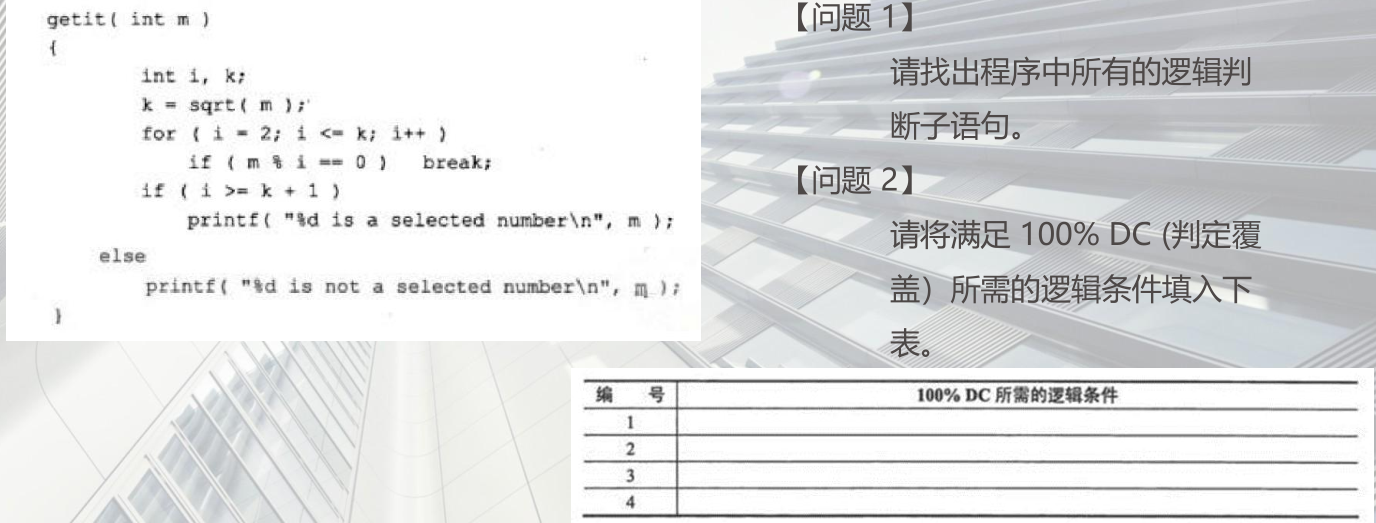 getit( int m )
{
int i, k;
k = sqrt( m );
for ( i = 2; i <= k; i++ )
if ( m % i == 0 )   break;
if ( i >= k + 1 )
printf( "%d is a selected number\n", m );
else
printf( "%d is not a selected number\n", m );
}
【问题 1】
请找出程序中所有的逻辑判
断子语句。
【问题 2】
请将满足 100% DC (判定覆
盖）所需的逻辑条件填入下
表。
编 号 100% DC 所需的逻辑条件
1
2
3
4